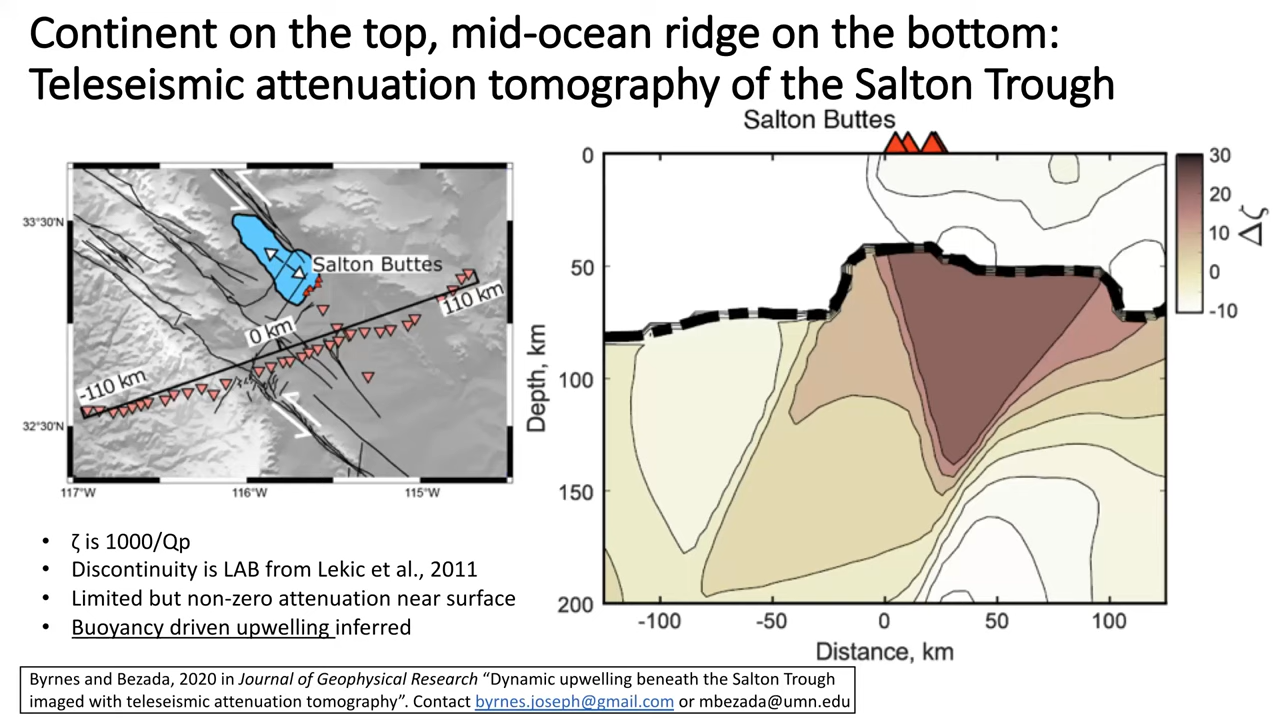 Continent on the top, mid-ocean ridge on the bottom:
Teleseismic attenuation tomography of the Salton Trough
Salton Buttes
33°30'N
32°30'N
117°W
116°W
115°W
Salton Buttes
-110 km
0 km
110 km
0
50
100
150
200
Depth, km
-100
-50
0
50
100
Distance, km
30
20
10
0
-10
Δζ
• ζ is 1000/Qp
• Discontinuity is LAB from Lekic et al., 2011
• Limited but non-zero attenuation near surface
• Buoyancy driven upwelling inferred
Byrnes and Bezada, 2020 in Journal of Geophysical Research “Dynamic upwelling beneath the Salton Trough
imaged with teleseismic attenuation tomography”. Contact byrnes.joseph@gmail.com or mbezada@umn.edu